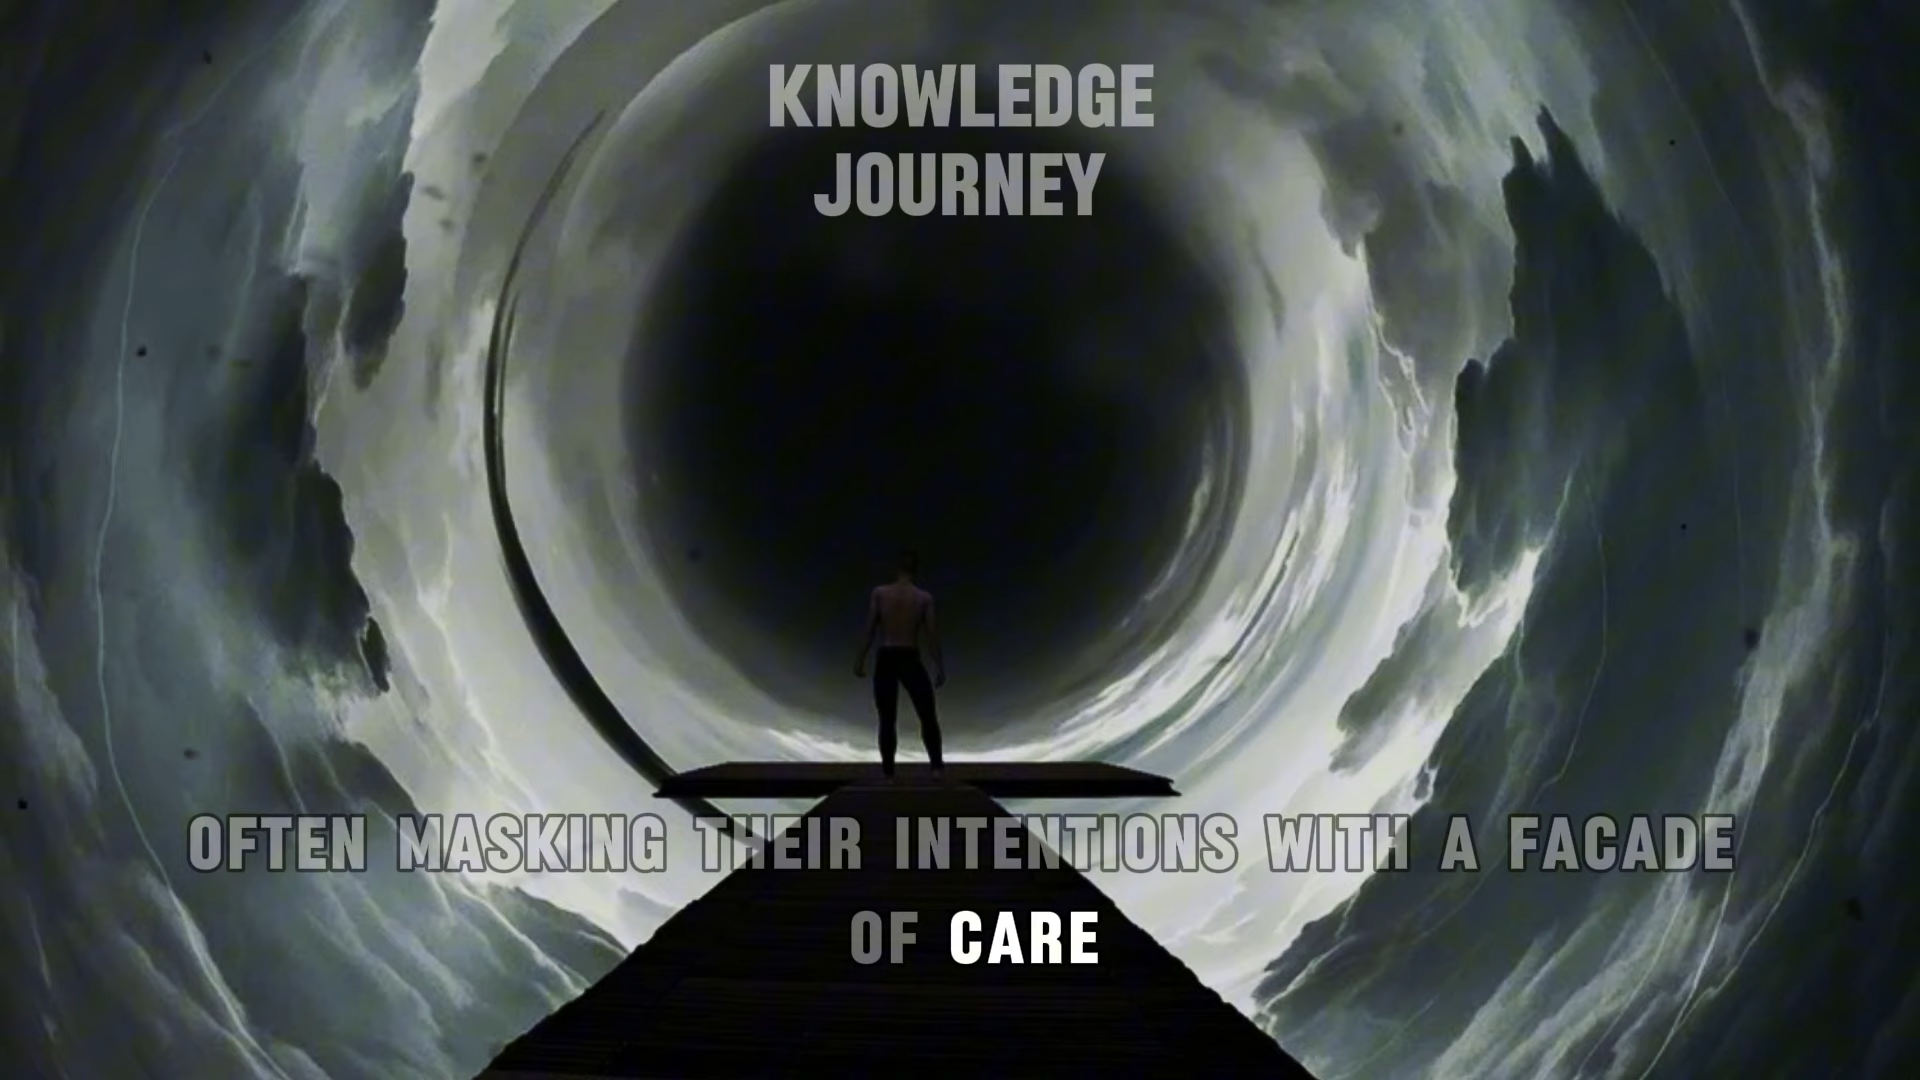 KNOWLEDGE
JOURNEY
OFTEN MASKING THEIR INTENTIONS WITH A FACADE
OF CARE